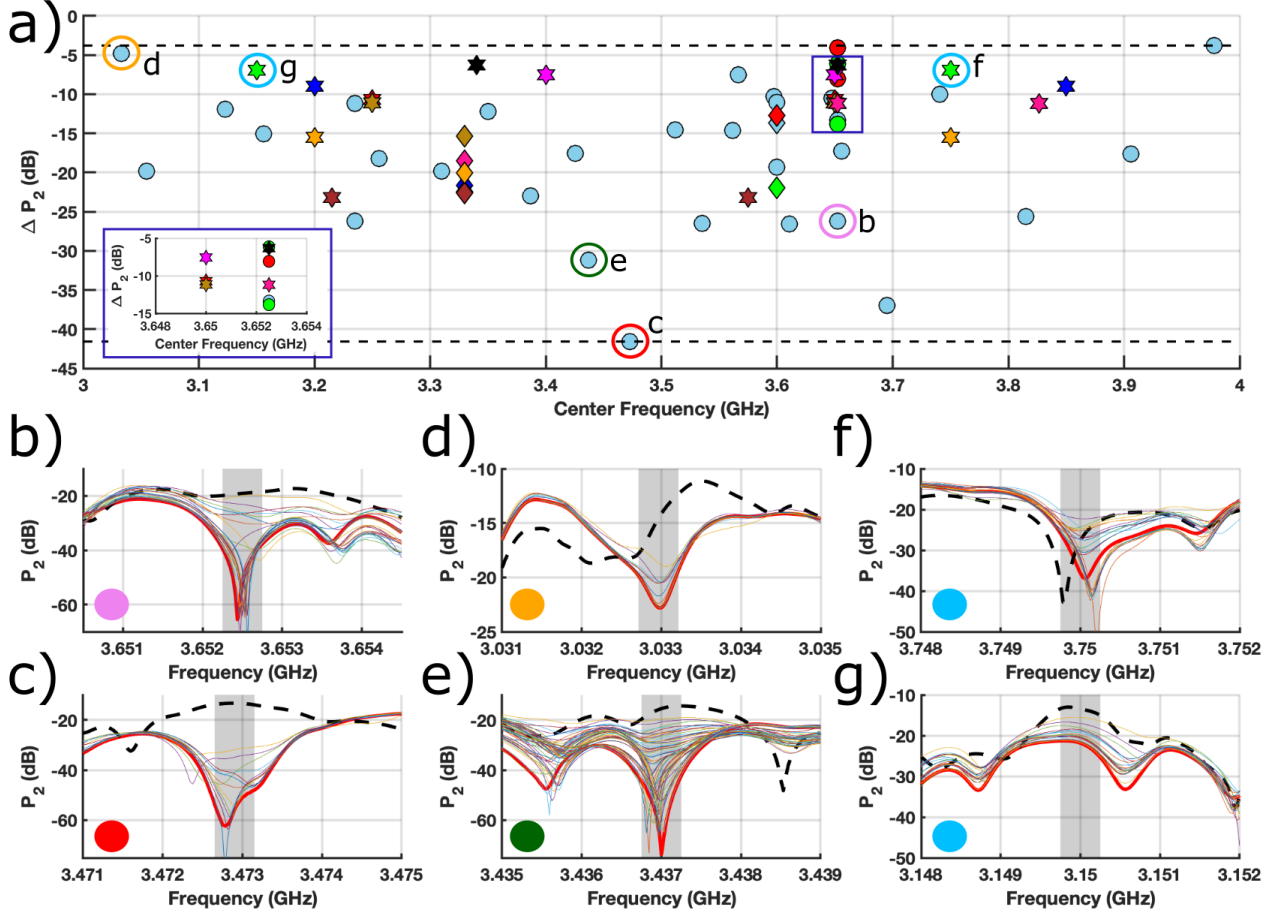 a)
Δ P2 (dB)
0
-5
-10
-15
-20
-25
-30
-35
-40
-45
d
g
f
b
e
c
Δ P2 (dB)
-5
-10
-15
3.648 3.65 3.652 3.654
Center Frequency (GHz)
3 3.1 3.2 3.3 3.4 3.5 3.6 3.7 3.8 3.9 4
Center Frequency (GHz)
b)
P2 (dB)
-20
-40
-60
3.651 3.652 3.653 3.654
Frequency (GHz)
d)
P2 (dB)
-10
-15
-20
-25
3.031 3.032 3.033 3.034 3.035
Frequency (GHz)
f)
P2 (dB)
-10
-20
-30
-40
-50
3.748 3.749 3.75 3.751 3.752
Frequency (GHz)
c)
P2 (dB)
-20
-40
-60
3.471 3.472 3.473 3.474 3.475
Frequency (GHz)
e)
P2 (dB)
-20
-40
-60
3.435 3.436 3.437 3.438 3.439
Frequency (GHz)
g)
P2 (dB)
-10
-20
-30
-40
-50
3.148 3.149 3.15 3.151 3.152
Frequency (GHz)